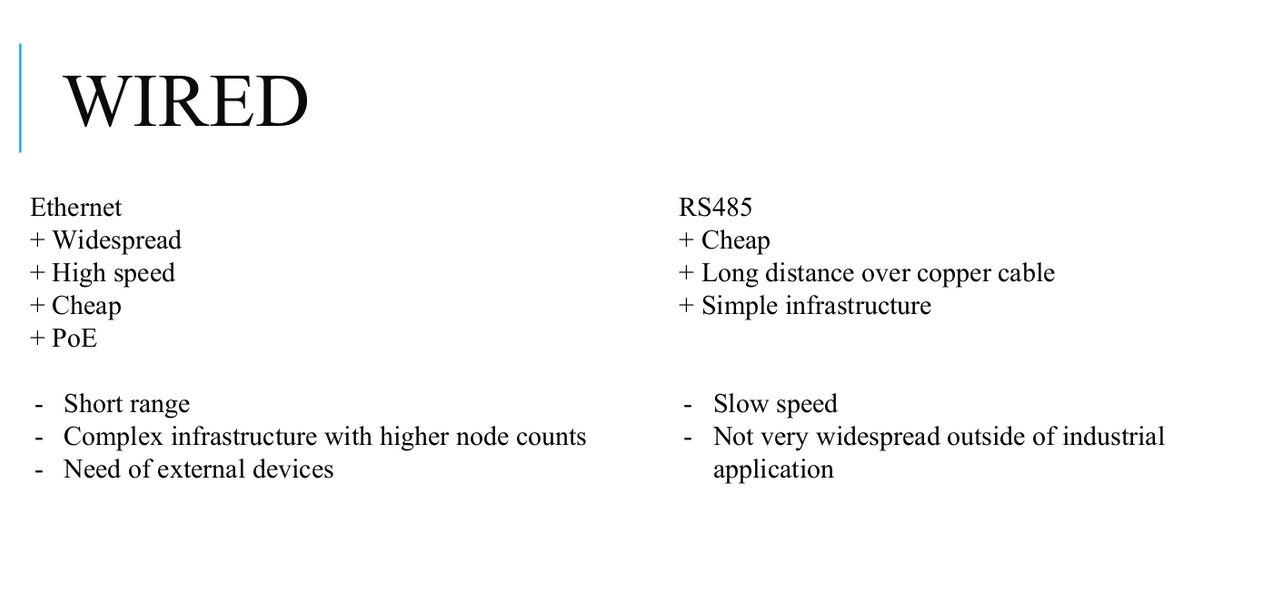 WIRED
Ethernet
+ Widespread
+ High speed
+ Cheap
+ PoE
- Short range
- Complex infrastructure with higher node counts
- Need of external devices
RS485
+ Cheap
+ Long distance over copper cable
+ Simple infrastructure
- Slow speed
- Not very widespread outside of industrial
application